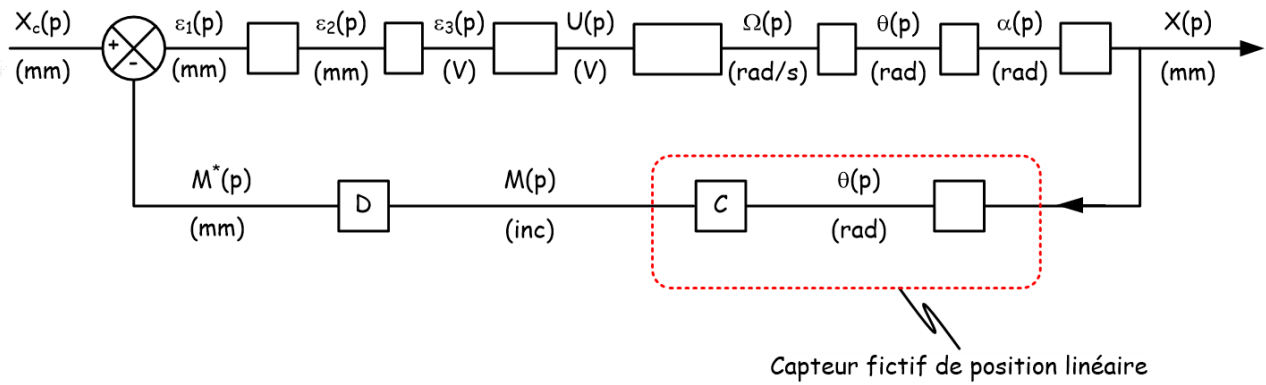 Xc(p) ε1(p) ε2(p) ε3(p) U(p) Ω(p) θ(p) α(p) X(p)
+
-
(mm) (mm) (mm) (V) (V) (rad/s) (rad) (rad) (mm)
M*(p) M(p) θ(p)
D C
(mm) (inc) (rad)
Capteur fictif de position linéaire